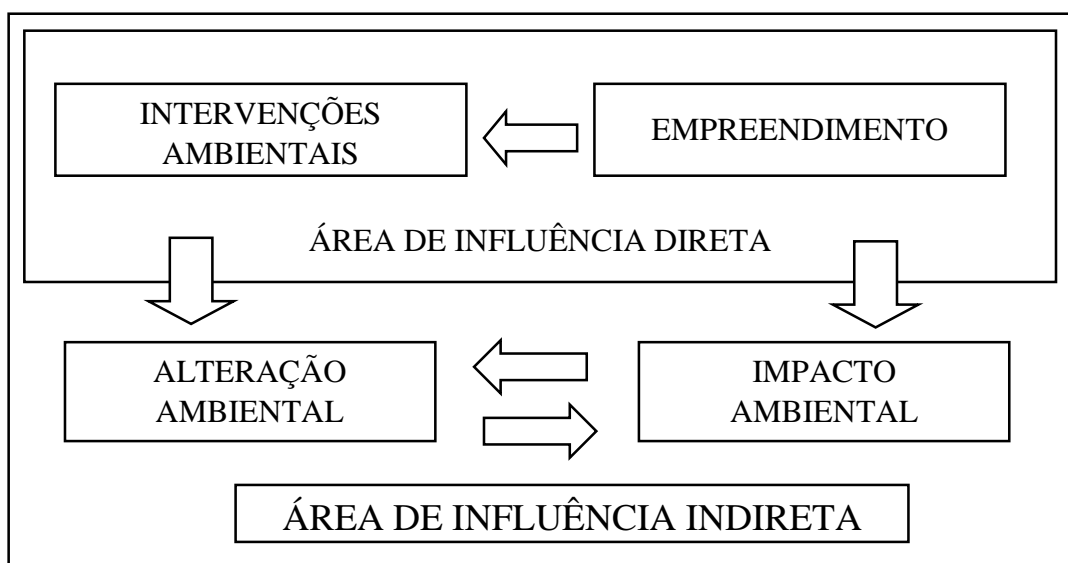 INTERVENÇÕES
AMBIENTAIS
EMPREENDIMENTO
ÁREA DE INFLUÊNCIA DIRETA
ALTERAÇÃO
AMBIENTAL
IMPACTO
AMBIENTAL
ÁREA DE INFLUÊNCIA INDIRETA